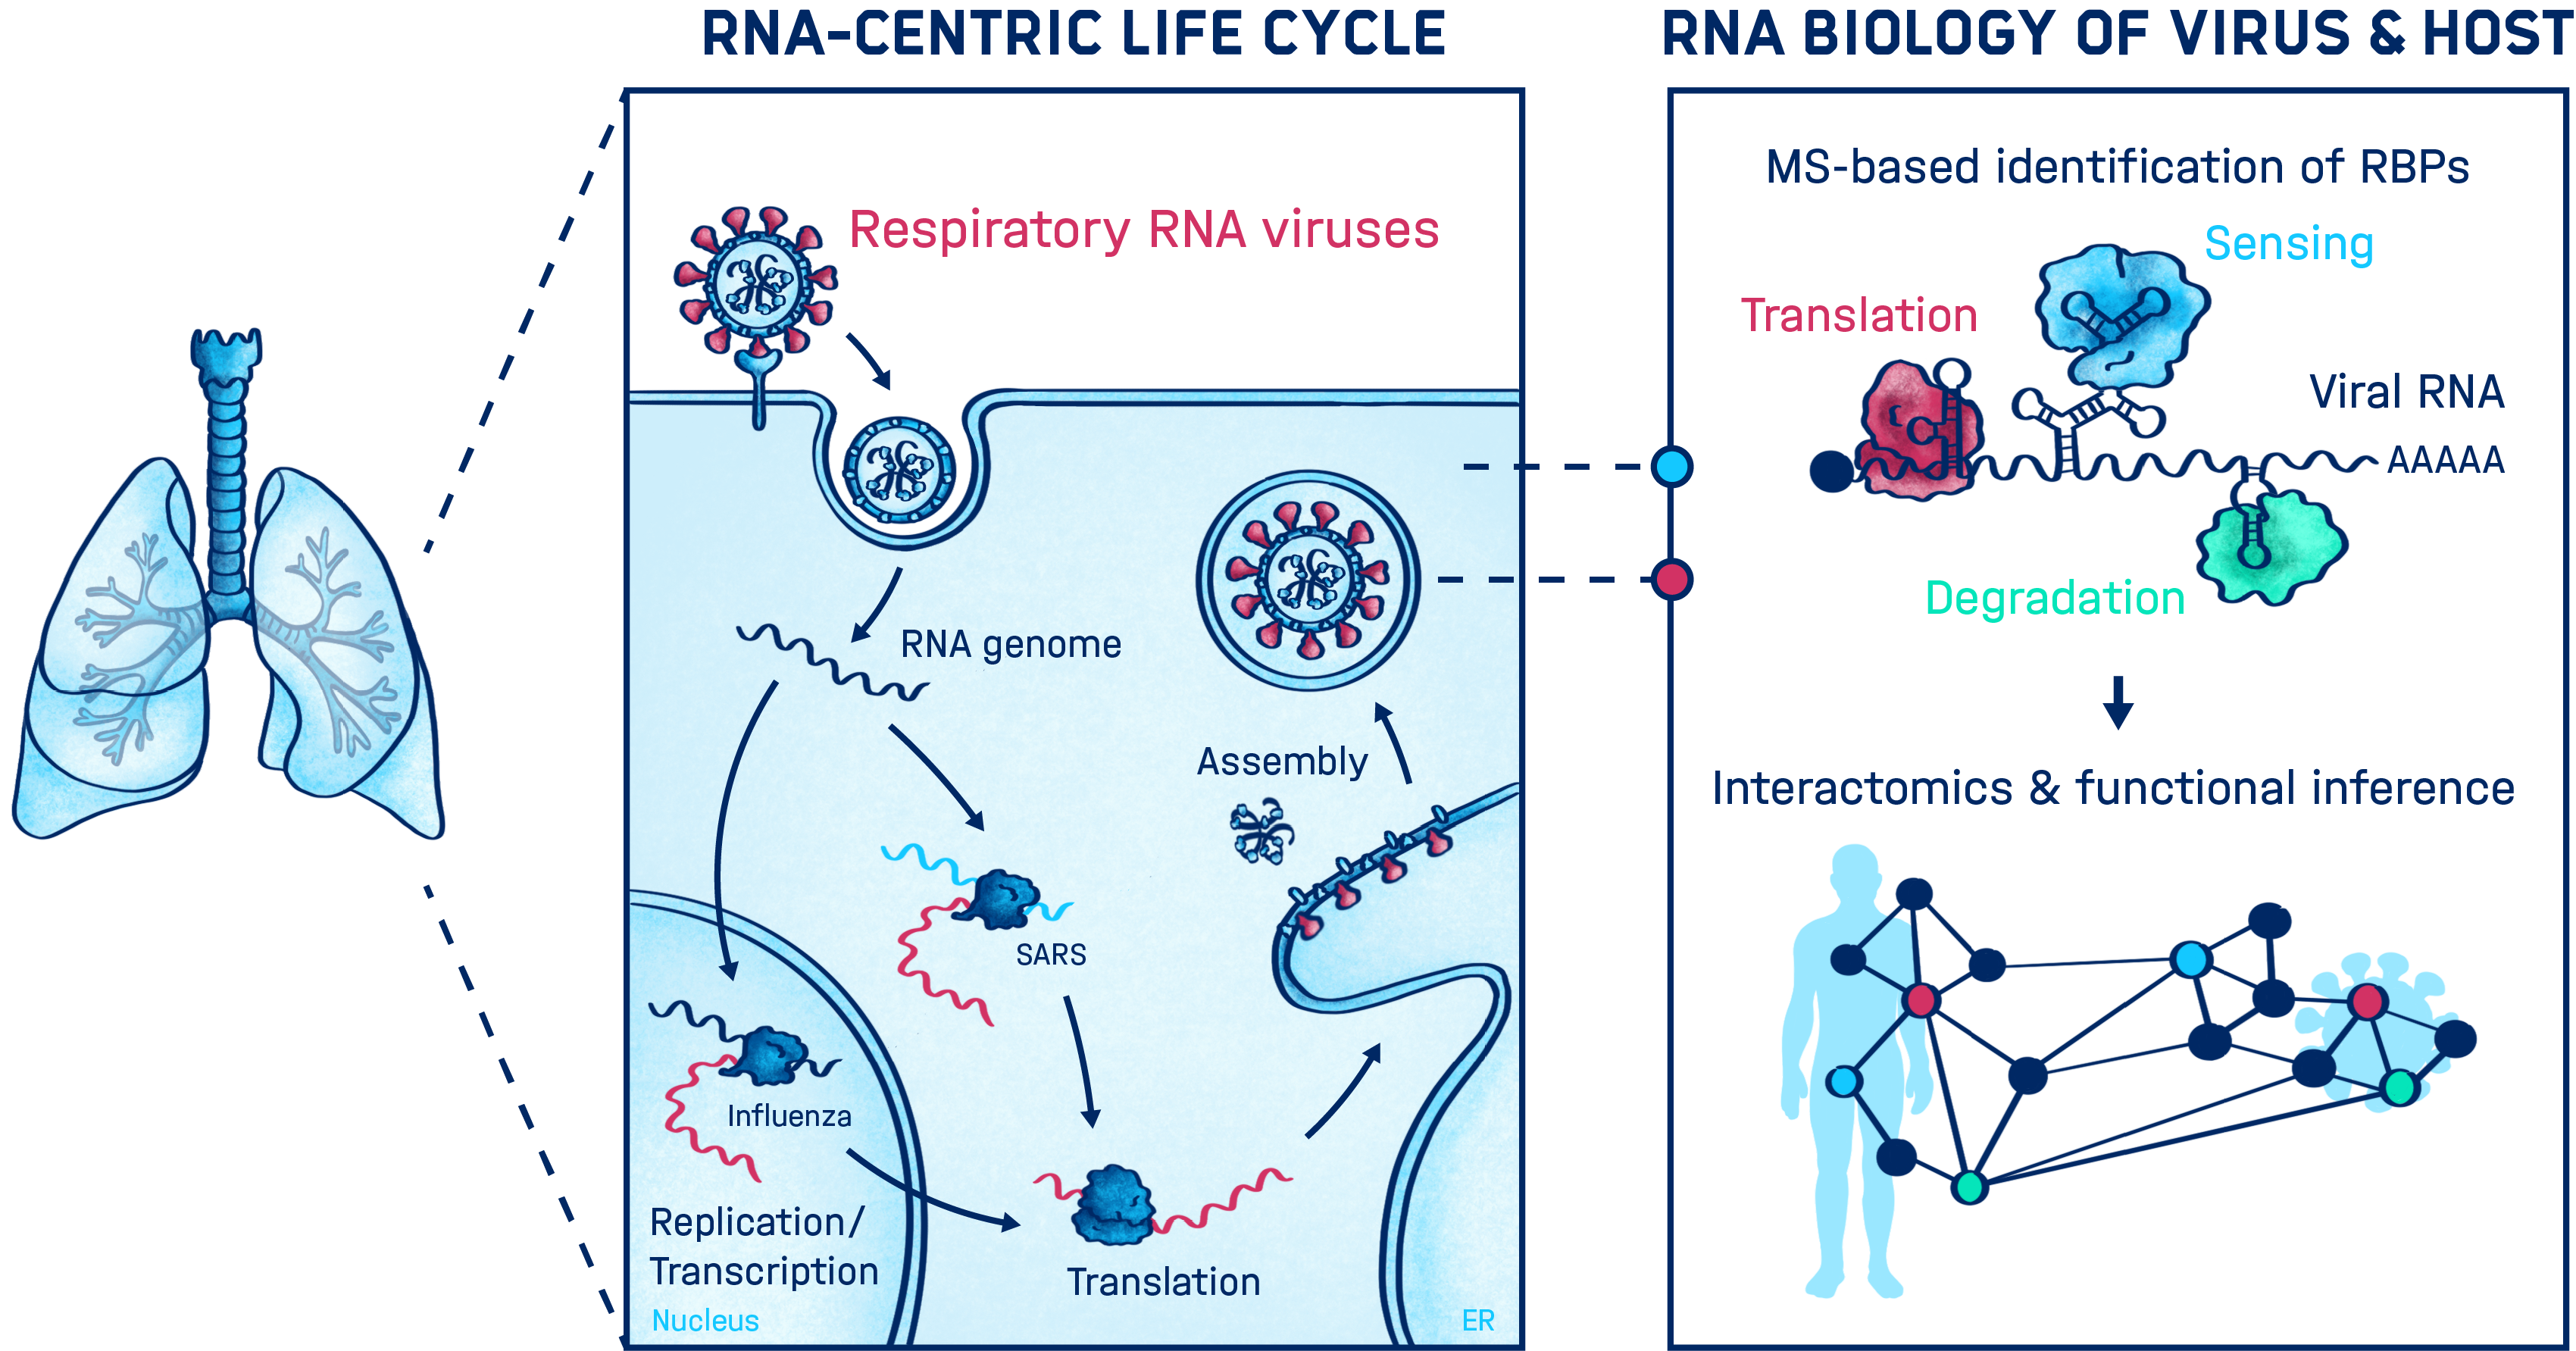 RNA-CENTRIC LIFE CYCLE
Respiratory RNA viruses
RNA genome
Assembly
SARS
Influenza
Replication/
Transcription
Nucleus
Translation
ER
RNA BIOLOGY OF VIRUS & HOST
MS-based identification of RBPs
Sensing
Translation
Viral RNA
AAAAA
Degradation
Interactomics & functional inference